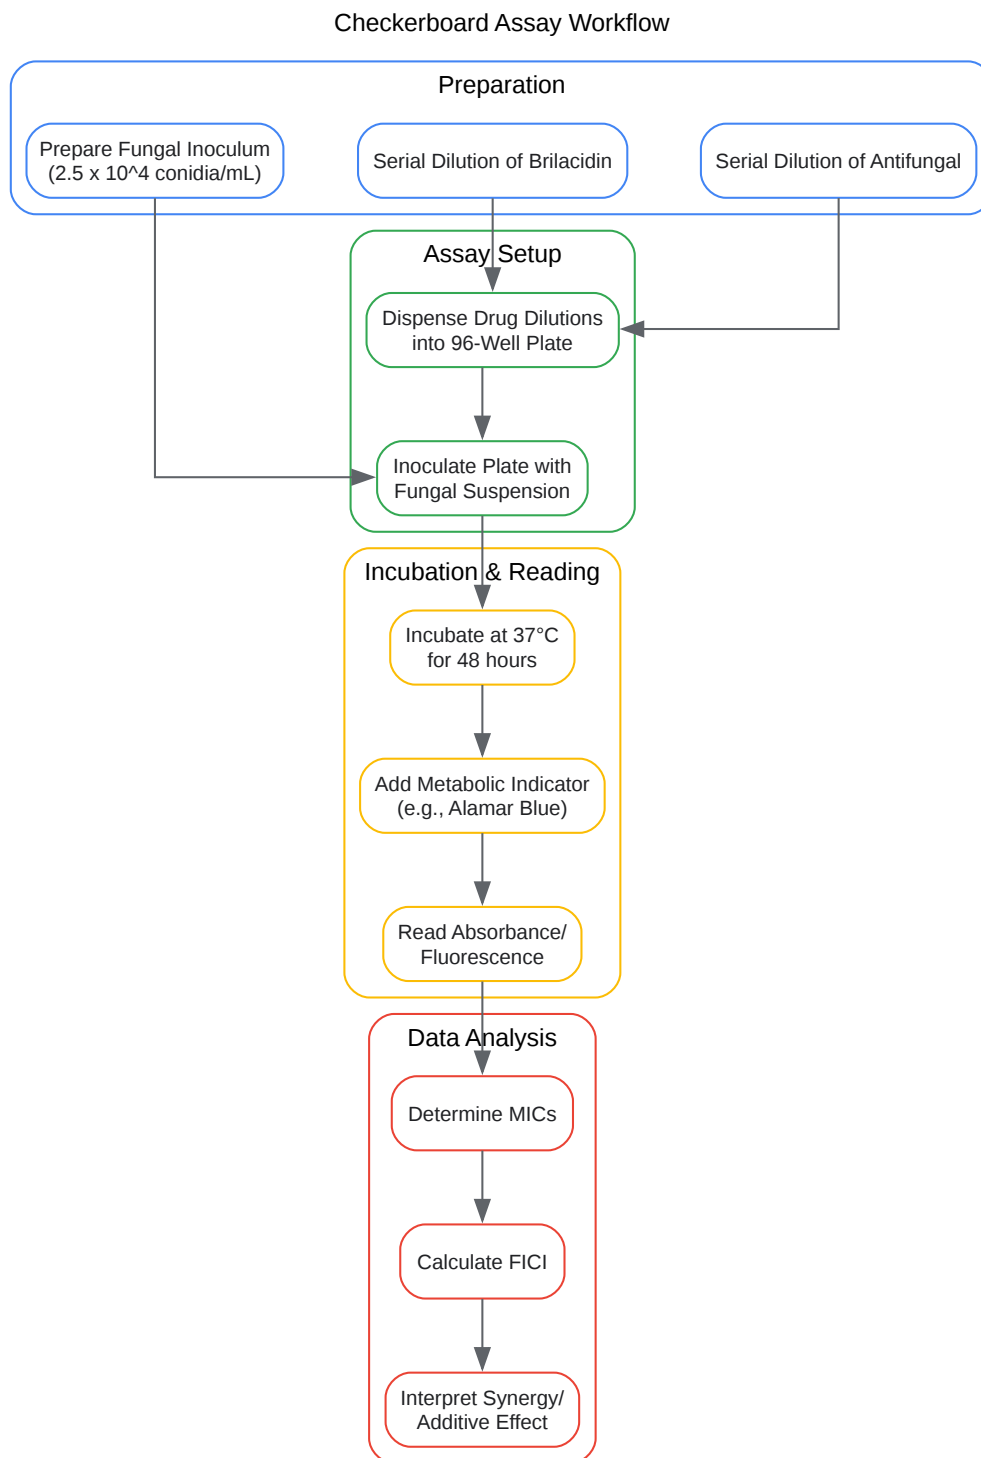 Checkerboard Assay Workflow
Preparation
Prepare Fungal Inoculum
(2.5 x 10^4 conidia/mL)
Serial Dilution of Brilacidin
Serial Dilution of Antifungal
Assay Setup
Dispense Drug Dilutions
into 96-Well Plate
Inoculate Plate with
Fungal Suspension
Incubation & Reading
Incubate at 37°C
for 48 hours
Add Metabolic Indicator
(e.g., Alamar Blue)
Read Absorbance/
Fluorescence
Data Analysis
Determine MICs
Calculate FICI
Interpret Synergy/
Additive Effect